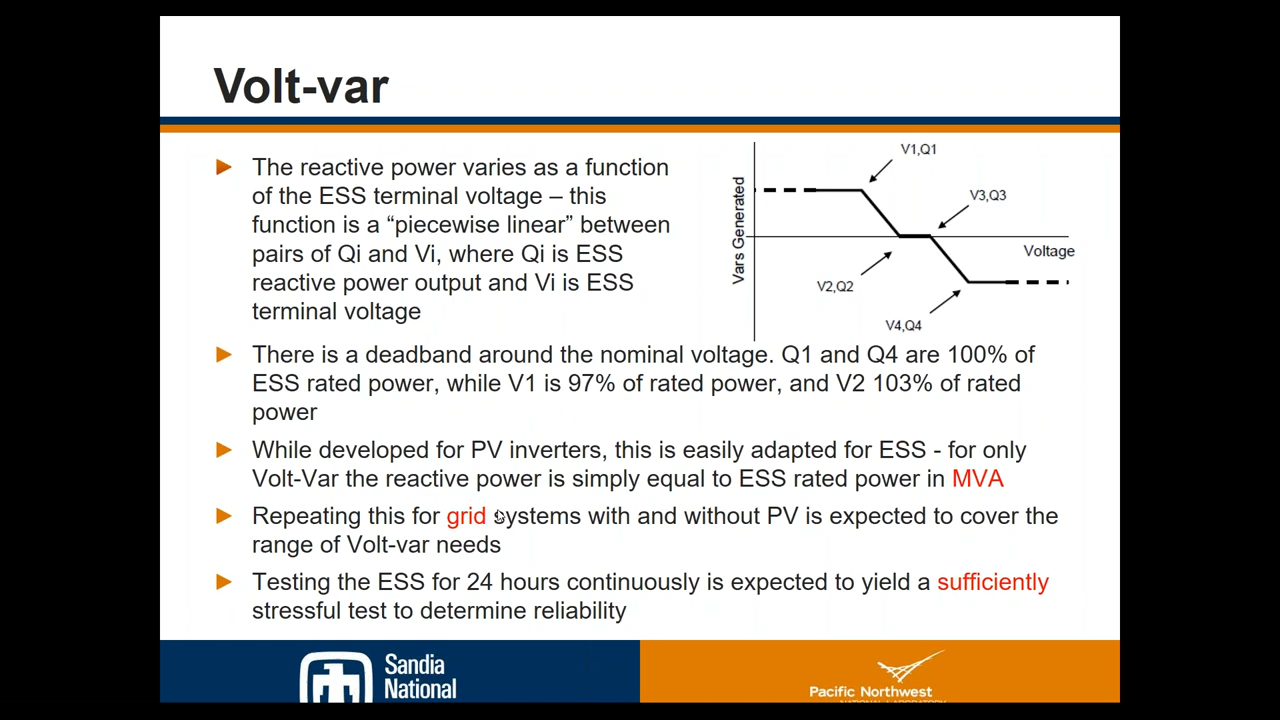 Volt-var
The reactive power varies as a function
of the ESS terminal voltage – this
function is a “piecewise linear” between
pairs of Qi and Vi, where Qi is ESS
reactive power output and Vi is ESS
terminal voltage
V1,Q1
V3,Q3
Vars Generated
Voltage
V2,Q2
V4,Q4
There is a deadband around the nominal voltage. Q1 and Q4 are 100% of
ESS rated power, while V1 is 97% of rated power, and V2 103% of rated
power
While developed for PV inverters, this is easily adapted for ESS - for only
Volt-Var the reactive power is simply equal to ESS rated power in MVA
Repeating this for grid systems with and without PV is expected to cover the
range of Volt-var needs
Testing the ESS for 24 hours continuously is expected to yield a sufficiently
stressful test to determine reliability
Sandia
National
Pacific Northwest
NATIONAL LABORATORY